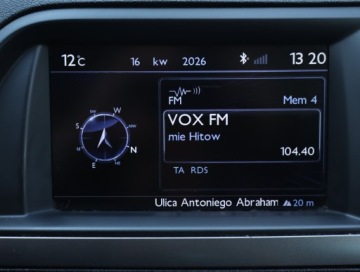 12°C 16 kw 2026 13 20
FM Mem 4
VOX FM
mie Hitow
104.40
TA RDS
W
S
N
E
Ulica Antoniego Abraham 20 m